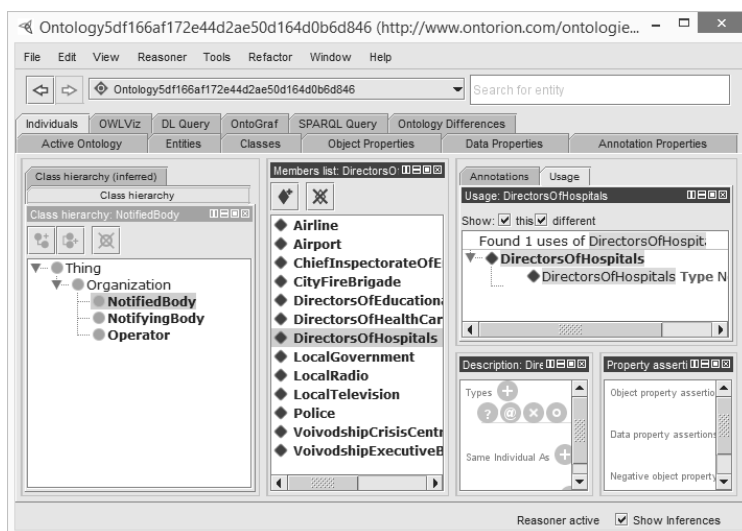 Ontology5df166af172e44d2ae50d164d0b6d846 (http://www.ontorion.com/ontologie...
File Edit View Reasoner Tools Refactor Window Help
Ontology5df166af172e44d2ae50d164d0b6d846
Search for entity
Individuals OWLViz DL Query OntoGraf SPARQL Query Ontology Differences
Active Ontology Entities Classes Object Properties Data Properties Annotation Properties
Class hierarchy (inferred)
Class hierarchy
Class hierarchy: NotifiedBody
Thing
Organization
NotifiedBody
NotifyingBody
Operator
Members list: DirectorsO
Airline
Airport
ChiefInspectorateOfE
CityFireBrigade
DirectorsOfEducationa
DirectorsOfHealthCar
DirectorsOfHospitals
LocalGovernment
LocalRadio
LocalTelevision
Police
VoivodshipCrisisCentr
VoivodshipExecutiveB
Annotations Usage
Usage: DirectorsOfHospitals
Show: this different
Found 1 uses of DirectorsOfHospit
DirectorsOfHospitals
DirectorsOfHospitals Type N
Description: Dire
Types
Same Individual As
Property asserti
Object property assertio
Data property assertions
Negative object property
Reasoner active Show Inferences